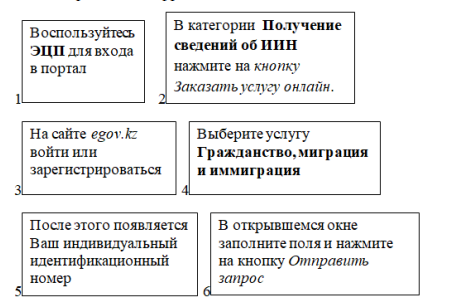 Воспользуйтесь
ЭЦП для входа
в портал
1
В категории Получение
сведений об ИИН
нажмите на кнопку
Заказать услугу онлайн.
2
На сайте egov.kz
войти или
зарегистрироваться
3
Выберите услугу
Гражданство, миграция
и иммиграция
4
После этого появляется
Ваш индивидуальный
идентификационный
номер
5
В открывшемся окне
заполните поля и нажмите
на кнопку Отправить
запрос
6